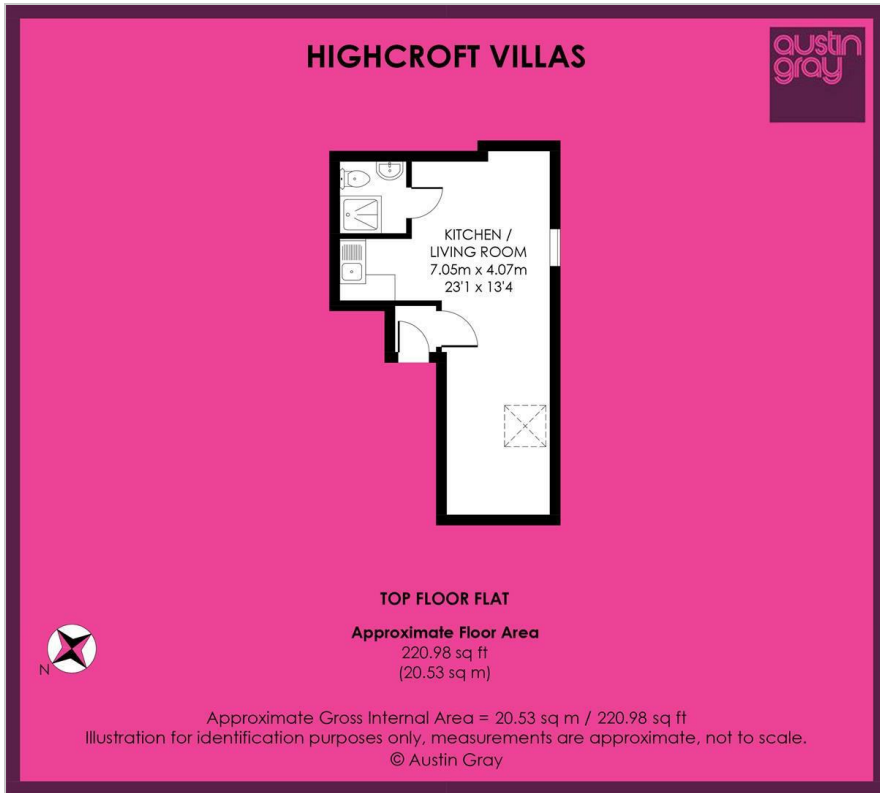 HIGHCROFT VILLAS
austin
gray
KITCHEN /
LIVING ROOM
7.05m x 4.07m
23'1 x 13'4
TOP FLOOR FLAT
Approximate Floor Area
220.98 sq ft
(20.53 sq m)
N
Approximate Gross Internal Area = 20.53 sq m / 220.98 sq ft
Illustration for identification purposes only, measurements are approximate, not to scale.
© Austin Gray